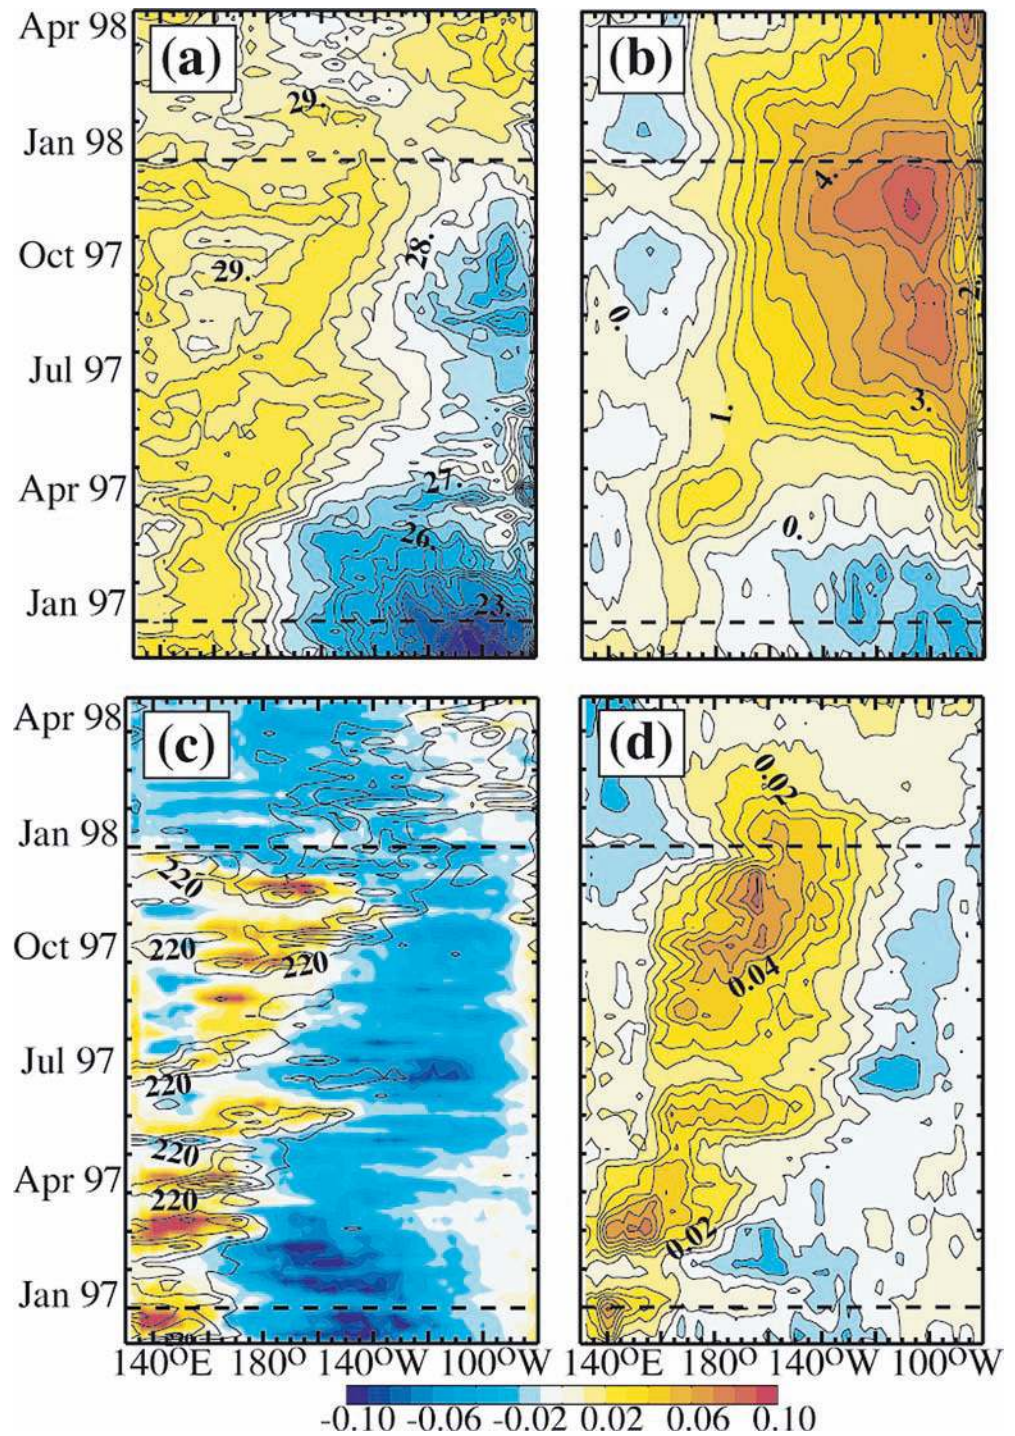 Apr 98
Jan 98
Oct 97
Jul 97
Apr 97
Jan 97
(a)
29.
29.
28.
27.
26.
23.
(b)
4.
0.
2.
3.
1.
0.
Apr 98
Jan 98
Oct 97
Jul 97
Apr 97
Jan 97
(c)
220
220
220
220
220
220
(d)
0.02
0.04
0.02
140°E 180° 140°W 100°W
140°E 180° 140°W 100°W
-0.10 -0.06 -0.02 0.02 0.06 0.10